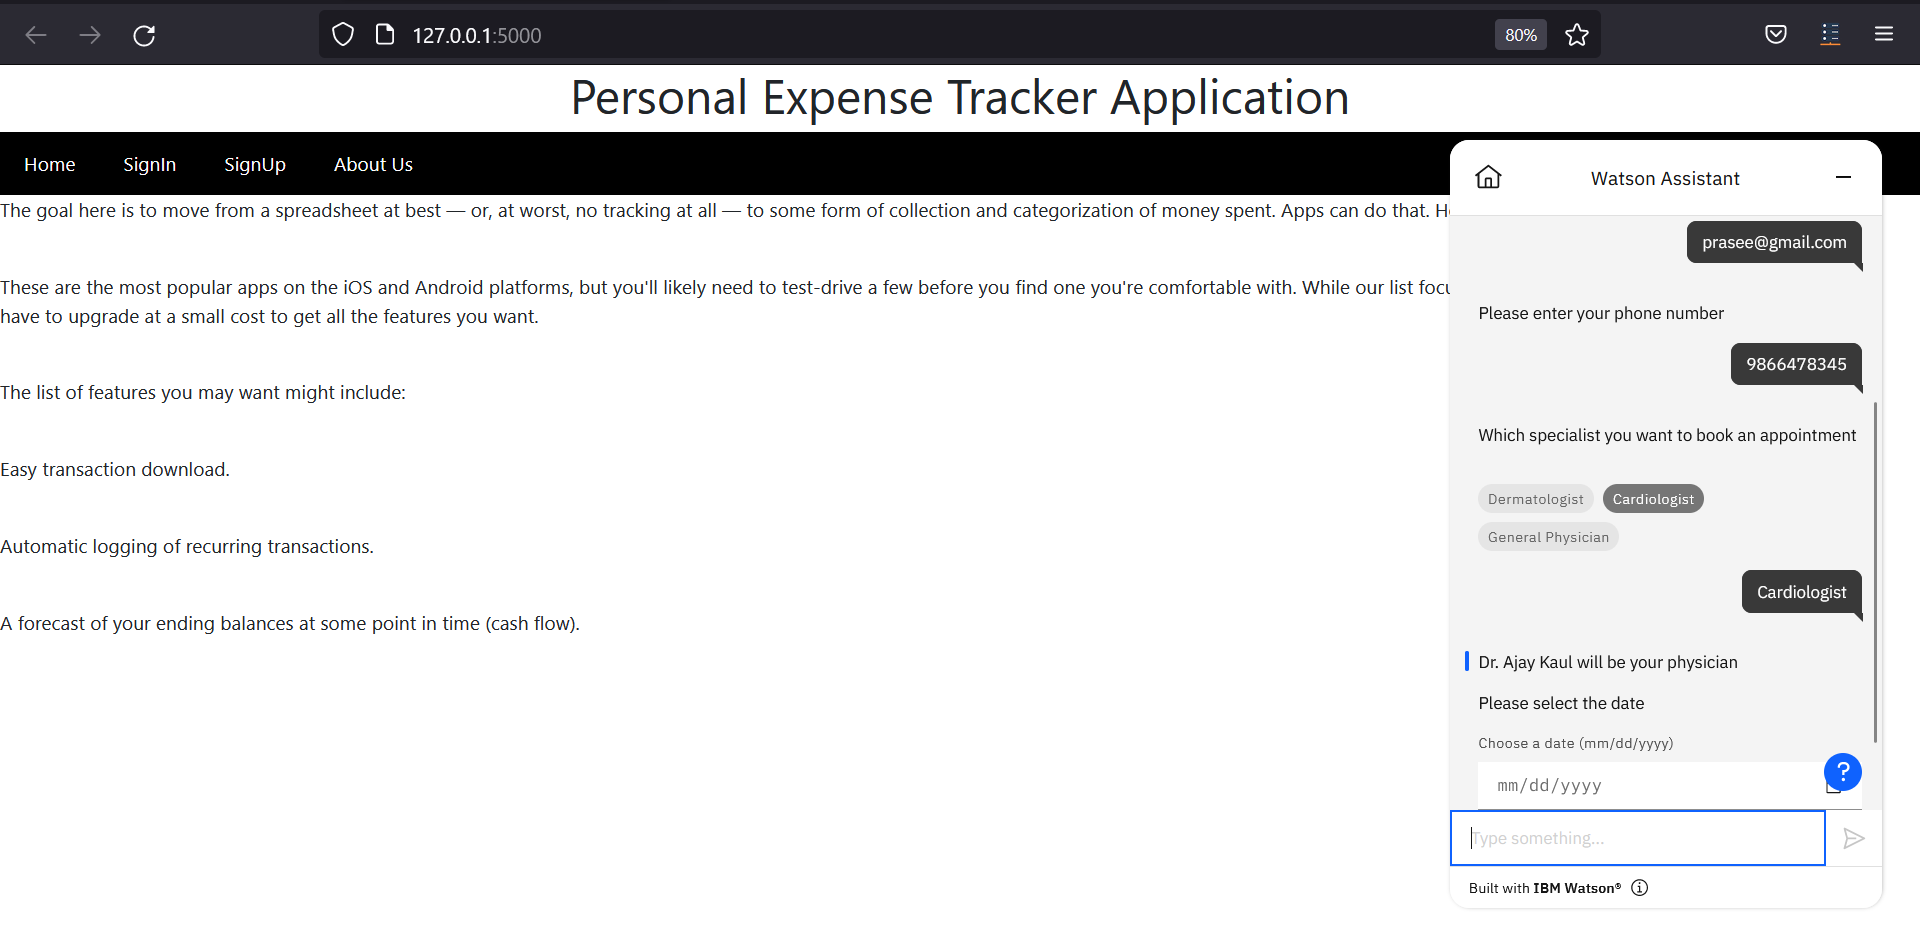 127.0.0.1:5000
80%
Personal Expense Tracker Application
Home SignIn SignUp About Us
The goal here is to move from a spreadsheet at best — or, at worst, no tracking at all — to some form of collection and categorization of money spent. Apps can do that.
These are the most popular apps on the iOS and Android platforms, but you'll likely need to test-drive a few before you find one you're comfortable with. While our list
have to upgrade at a small cost to get all the features you want.
The list of features you may want might include:
Easy transaction download.
Automatic logging of recurring transactions.
A forecast of your ending balances at some point in time (cash flow).
Watson Assistant
prasee@gmail.com
Please enter your phone number
9866478345
Which specialist you want to book an appointment
Dermatologist Cardiologist
General Physician
Cardiologist
Dr. Ajay Kaul will be your physician
Please select the date
Choose a date (mm/dd/yyyy)
mm/dd/yyyy
?
Type something...
Built with IBM Watson®